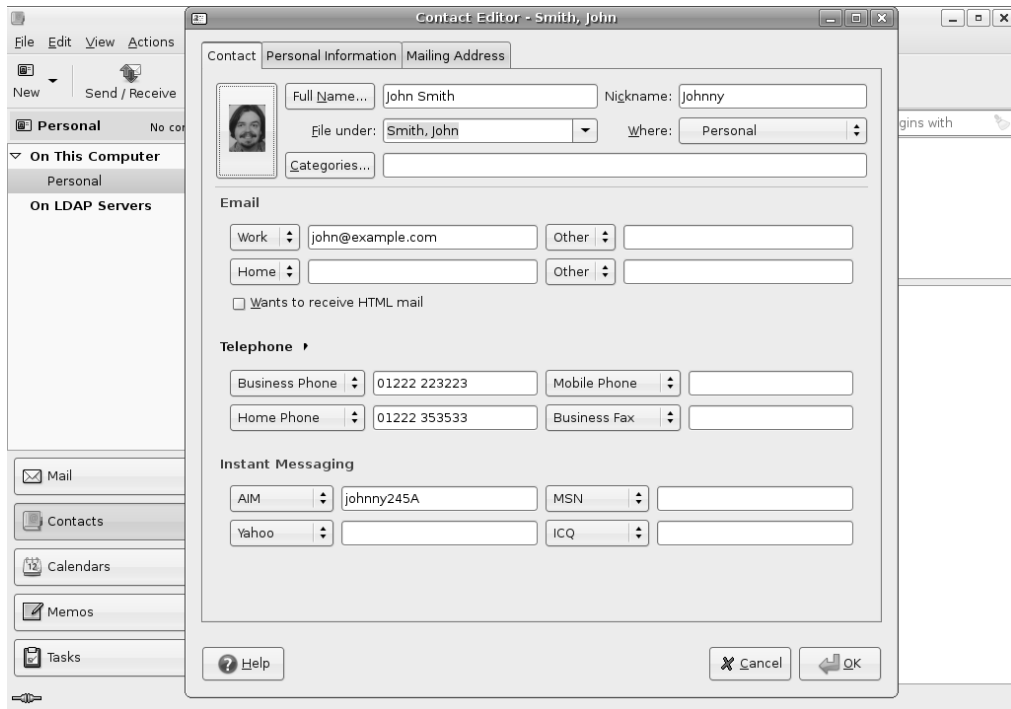 Contact Editor - Smith, John
File Edit View Actions
New Send / Receive
Personal No con
gins with
On This Computer
Personal
On LDAP Servers
Mail
Contacts
12 Calendars
Memos
Tasks
Contact Personal Information Mailing Address
Full Name... John Smith Nickname: Johnny
File under: Smith, John Where: Personal
Categories...
Email
Work john@example.com Other
Home Other
Wants to receive HTML mail
Telephone
Business Phone 01222 223223 Mobile Phone
Home Phone 01222 353533 Business Fax
Instant Messaging
AIM johnny245A MSN
Yahoo ICQ
Help Cancel OK